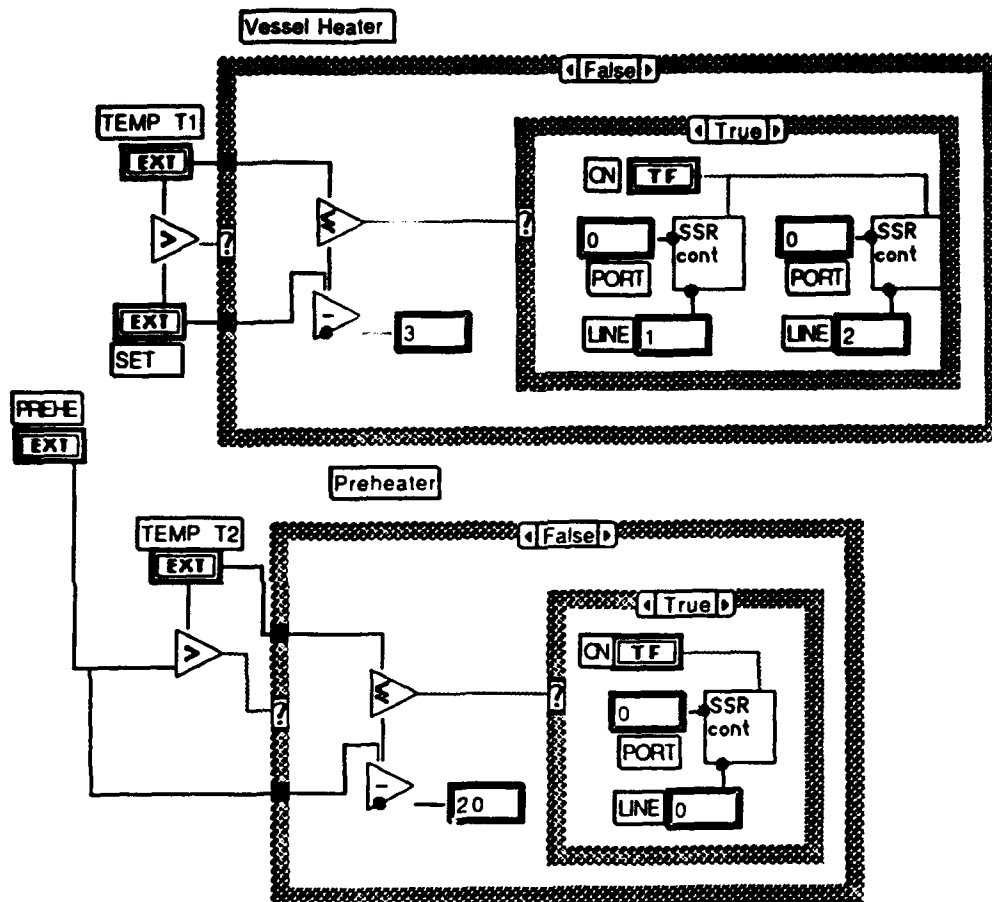 Vessel Heater
False
TEMP T1
EXT
True
CN TF
>
?
≤
?
0
SSR
cont
PORT
0
SSR
cont
PORT
EXT
SET
-
3
LINE 1
LINE 2
PREHE
EXT
Preheater
TEMP T2
False
EXT
True
CN TF
>
≤
?
?
0
SSR
cont
PORT
-
20
LINE 0